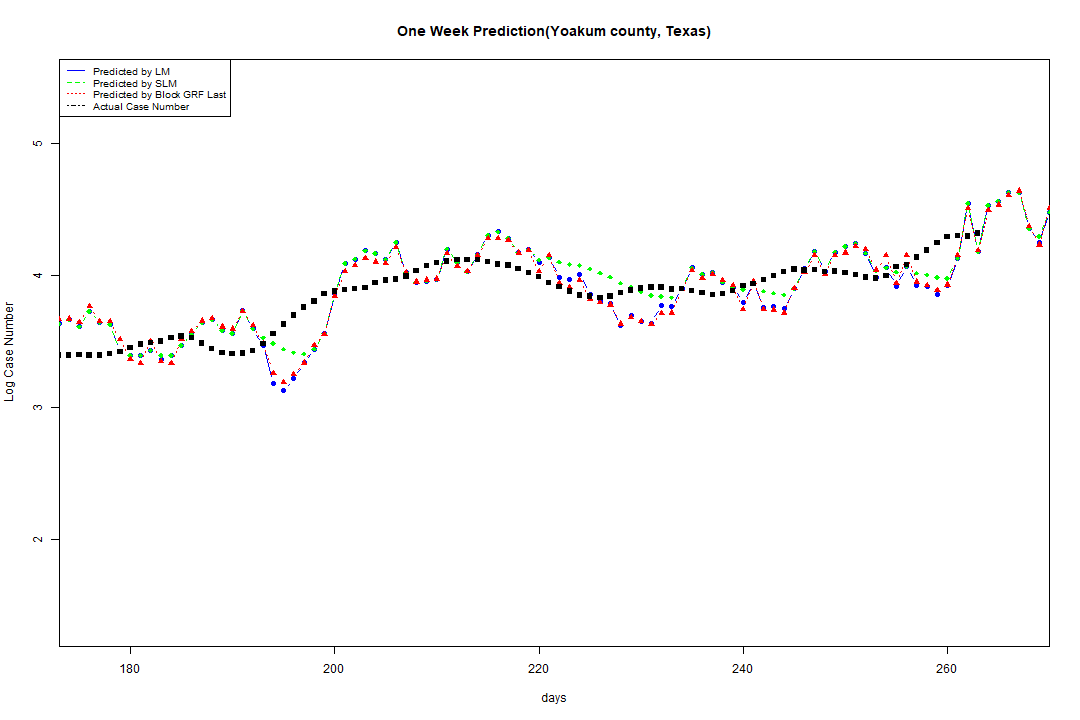 One Week Prediction(Yoakum county, Texas)
Predicted by LM
Predicted by SLM
Predicted by Block GRF Last
Actual Case Number
5
4
3
2
Log Case Number
180 200 220 240 260
days